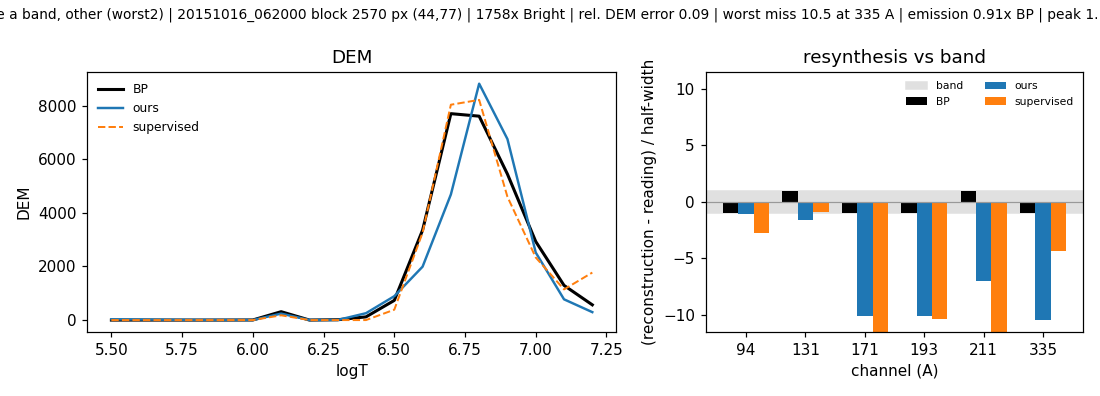 e a band, other (worst2) | 20151016_062000 block 2570 px (44,77) | 1758x Bright | rel. DEM error 0.09 | worst miss 10.5 at 335 A | emission 0.91x BP | peak 1.
DEM
BP
ours
supervised
8000
6000
4000
2000
0
DEM
5.50 5.75 6.00 6.25 6.50 6.75 7.00 7.25
logT
resynthesis vs band
band ours
BP supervised
10
5
0
−5
−10
(reconstruction - reading) / half-width
94 131 171 193 211 335
channel (A)